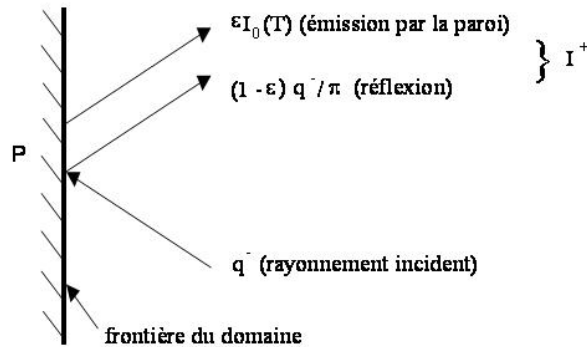 εI₀(T) (émission par la paroi)
} I⁺
(1 - ε) q⁻/π (réflexion)
P
q⁻ (rayonnement incident)
frontière du domaine